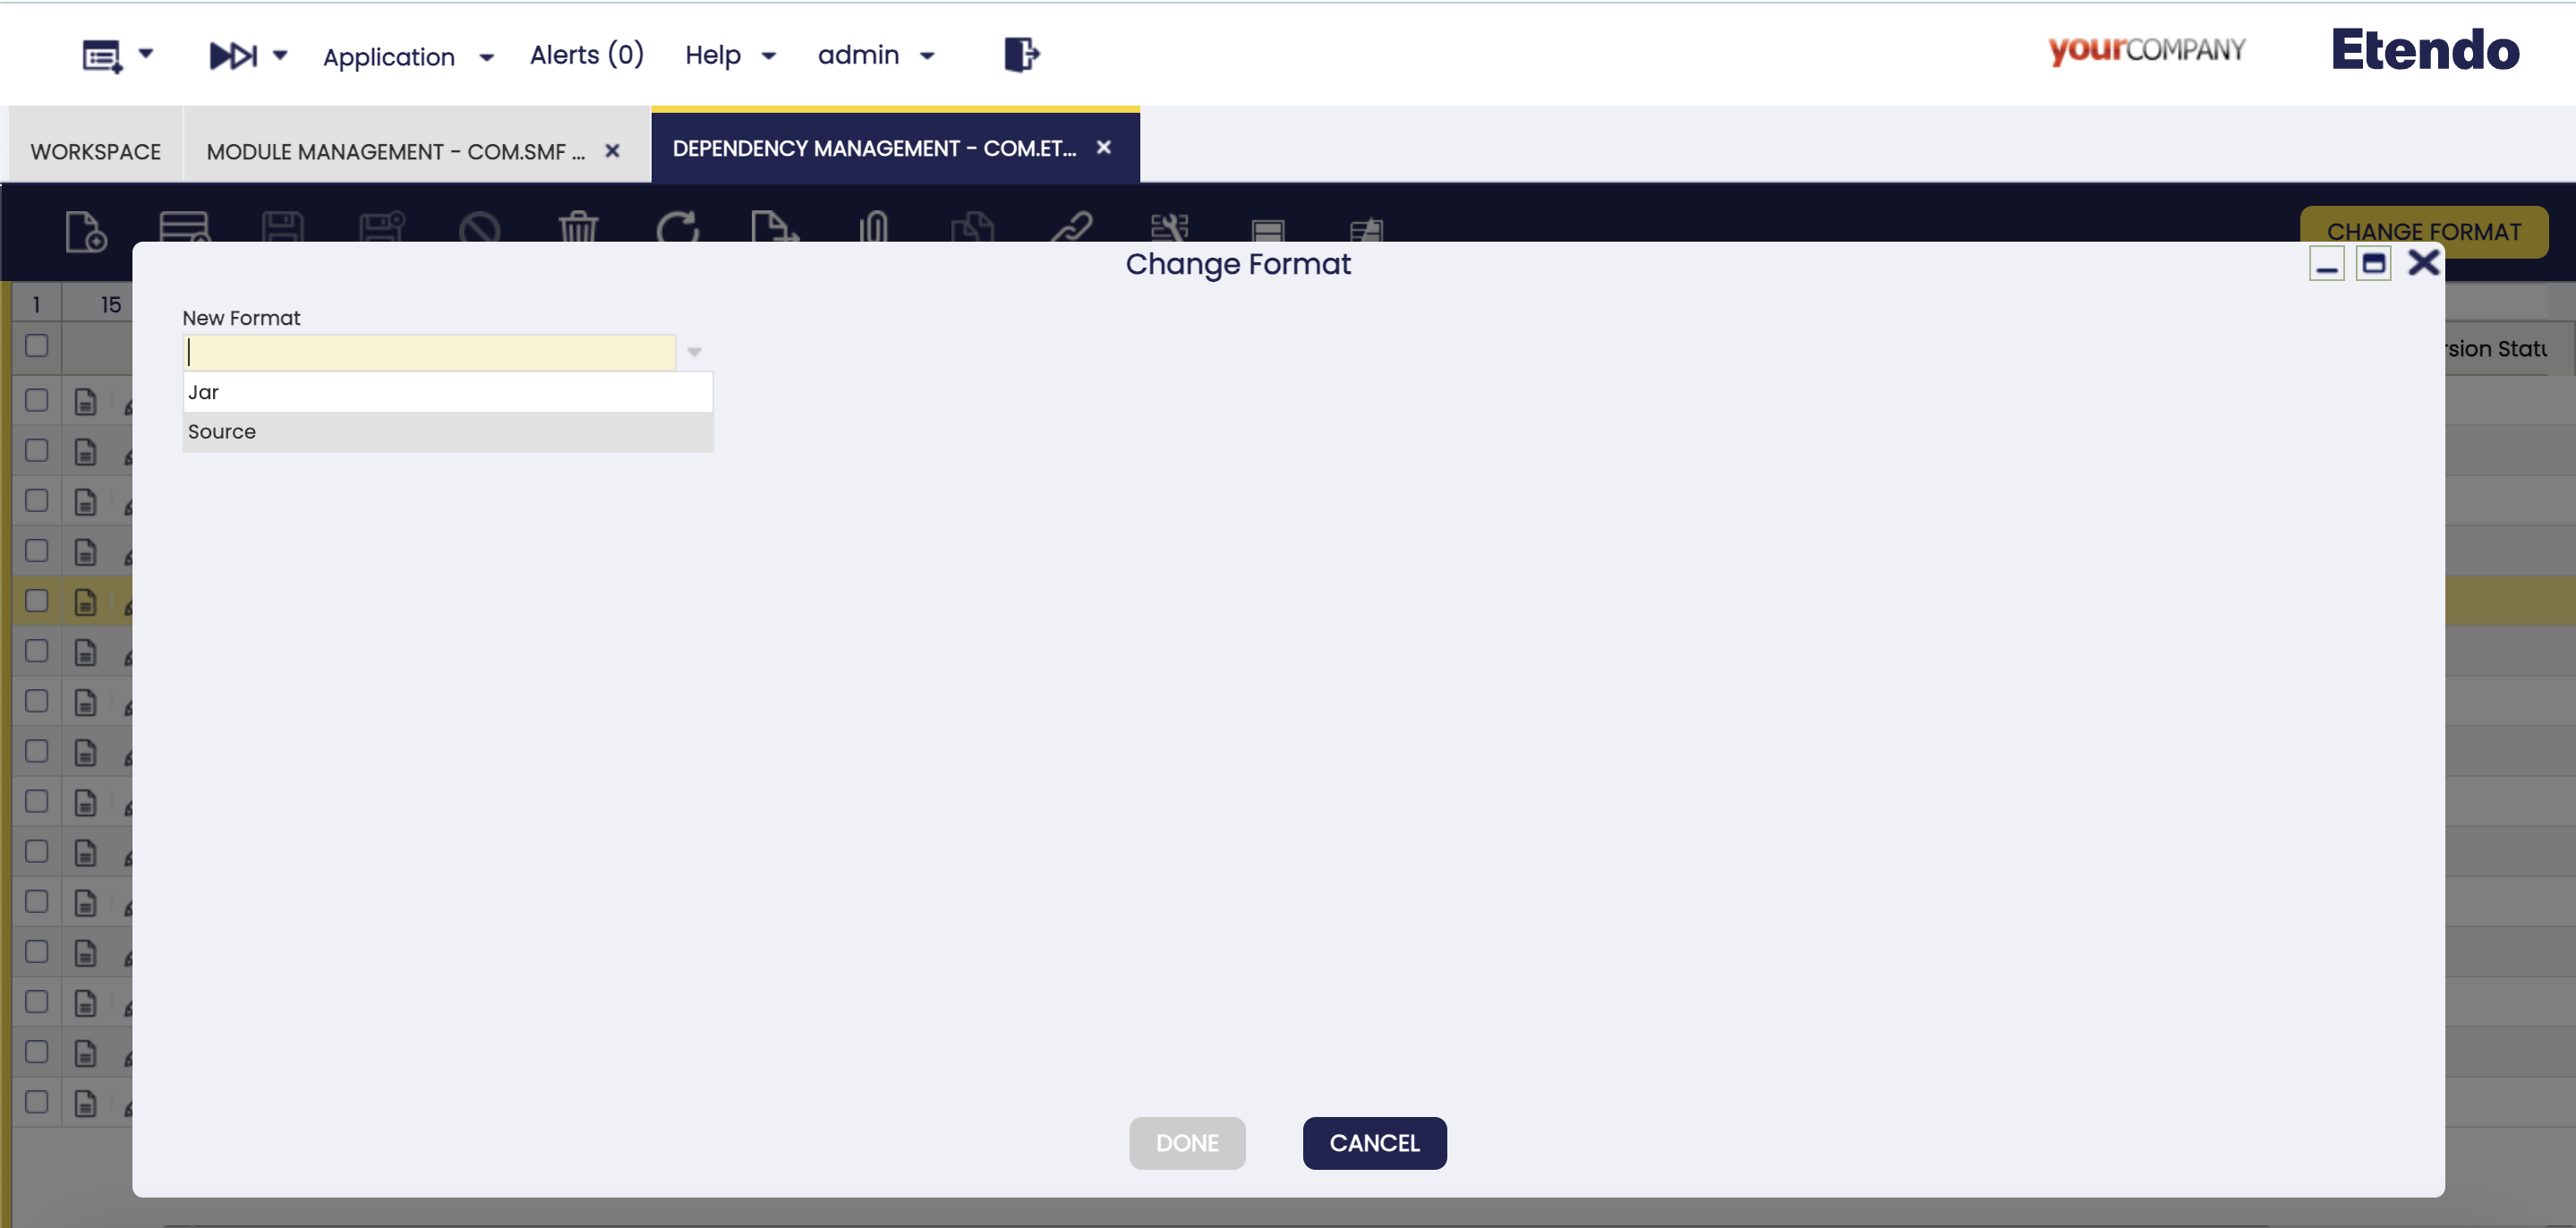 Application
Alerts (0)
Help
admin
yourCOMPANY
Etendo
WORKSPACE
MODULE MANAGEMENT - COM.SMF ...
DEPENDENCY MANAGEMENT - COM.ET...
CHANGE FORMAT
Change Format
1
15
New Format
rsion Statu
Jar
Source
DONE
CANCEL